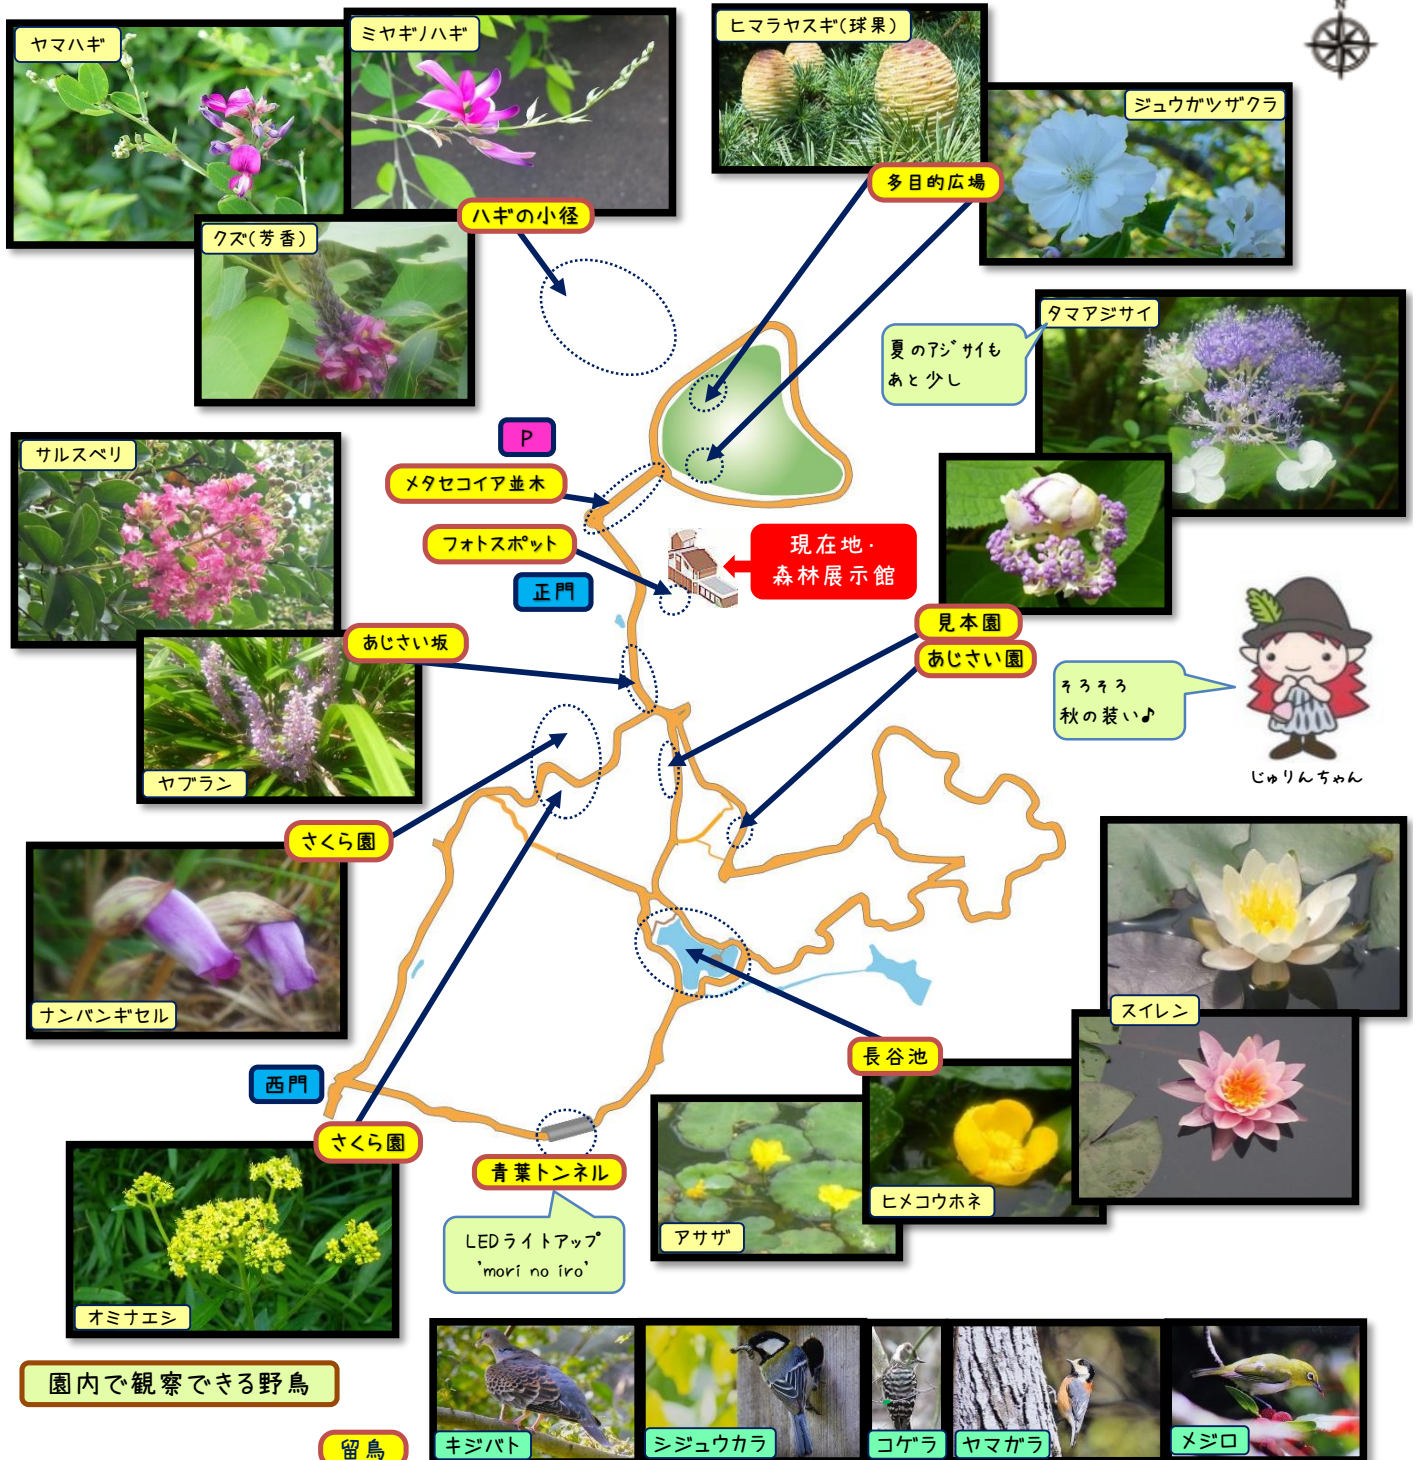 N
ヤマハギ
ミヤギノハギ
ヒマラヤスギ(球果)
ジュウガツザクラ
多目的広場
ハギの小径
クズ(芳香)
タマアジサイ
夏のアジサイも
あと少し
P
サルスベリ
メタセコイア並木
フォトスポット
現在地・
森林展示館
正門
見本園
あじさい坂
あじさい園
そろそろ
秋の装い♪
ヤブラン
じゅりんちゃん
さくら園
ナンバンギセル
スイレン
長谷池
西門
さくら園
青葉トンネル
ヒメコウホネ
アサザ
LEDライトアップ
'mori no iro'
オミナエシ
園内で観察できる野鳥
留鳥
キジバト
シジュウカラ
コゲラ
ヤマガラ
メジロ